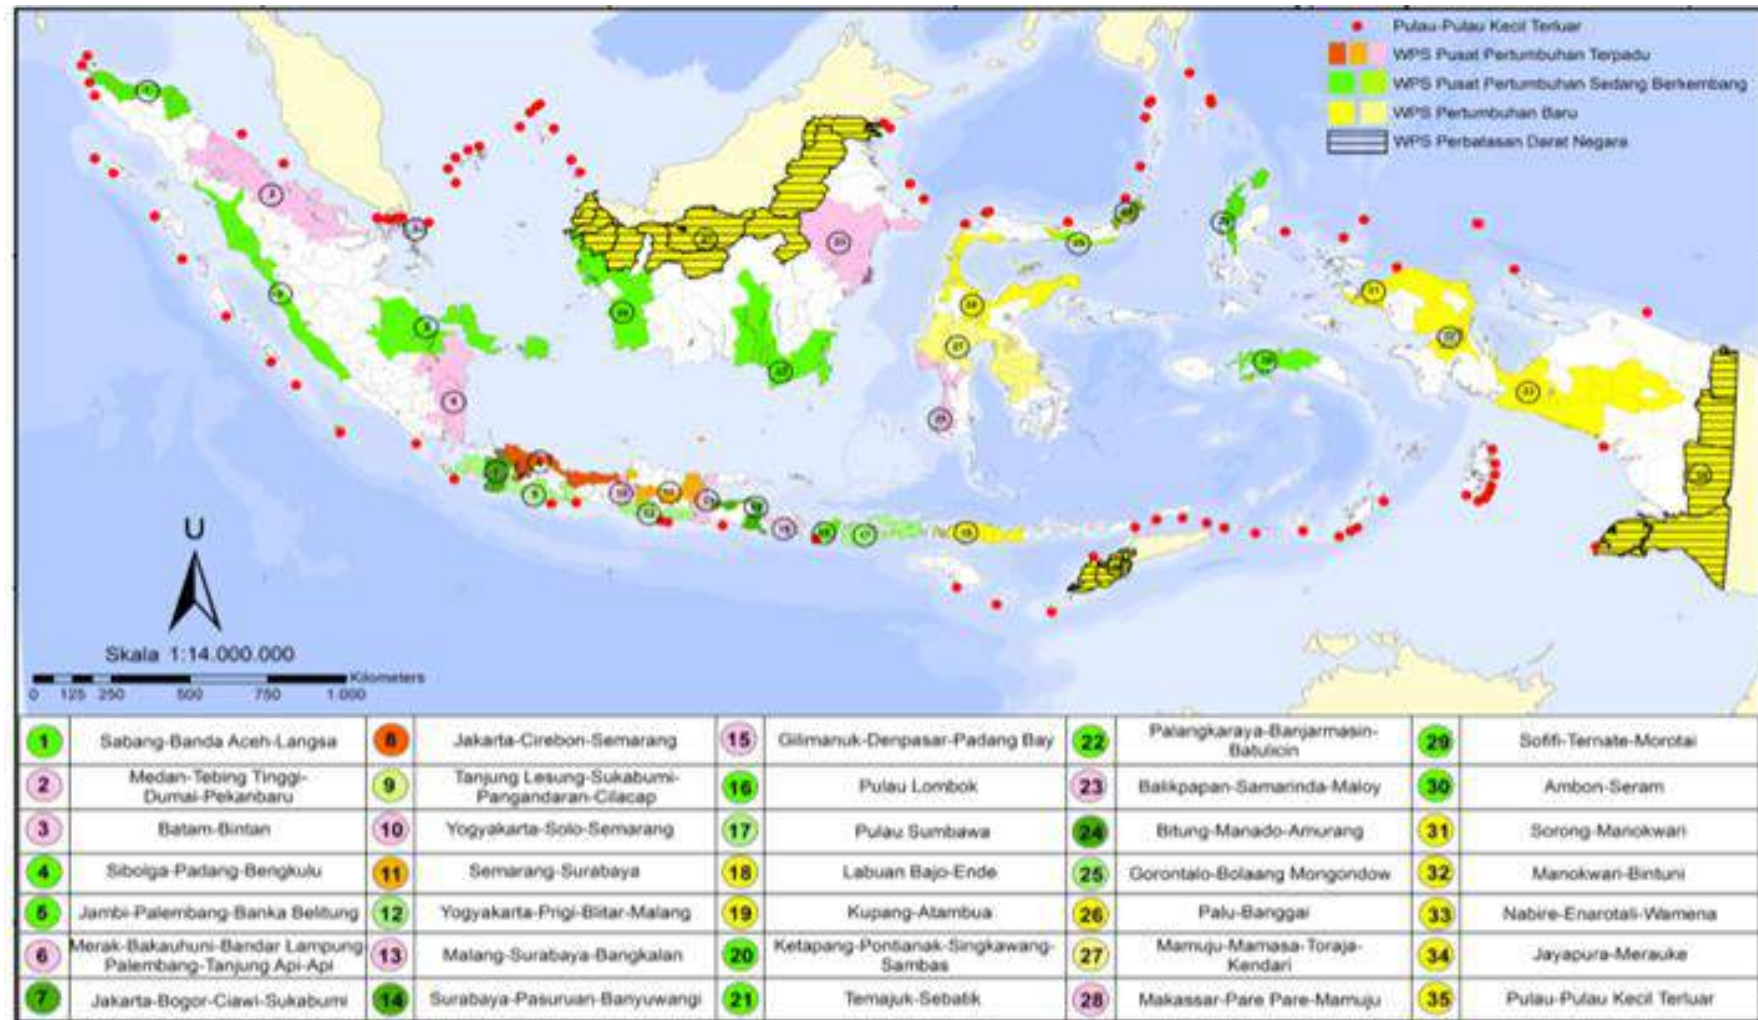 Pulau-Pulau Kecil Terluar
WPS Pusat Pertumbuhan Terpadu
WPS Pusat Pertumbuhan Sedang Berkembang
WPS Pertumbuhan Baru
WPS Perbatasan Darat Negara
U
Skala 1:14.000.000
Kilometers
0 125 250 500 750 1.000
1 Sabang-Banda Aceh-Langsa
2 Medan-Tebing Tinggi-
Dumai-Pekanbaru
3 Batam-Bintan
4 Sibolga-Padang-Bengkulu
5 Jambi-Palembang-Banka Belitung
6 Merak-Bakauhuni-Bandar Lampung-
Palembang-Tanjung Api-Api
7 Jakarta-Bogor-Ciawi-Sukabumi
8 Jakarta-Cirebon-Semarang
9 Tanjung Lesung-Sukabumi-
Pangandaran-Cilacap
10 Yogyakarta-Solo-Semarang
11 Semarang-Surabaya
12 Yogyakarta-Prigi-Blitar-Malang
13 Malang-Surabaya-Bangkalan
14 Surabaya-Pasuruan-Banyuwangi
15 Gilimanuk-Denpasar-Padang Bay
16 Pulau Lombok
17 Pulau Sumbawa
18 Labuan Bajo-Ende
19 Kupang-Atambua
20 Ketapang-Pontianak-Singkawang-
Sambas
21 Temajuk-Sebatik
22 Palangkaraya-Banjarmasin-
Batulicin
23 Balikpapan-Samarinda-Maloy
24 Bitung-Manado-Amurang
25 Gorontalo-Bolaang Mongondow
26 Palu-Banggai
27 Mamuju-Mamasa-Toraja-
Kendari
28 Makassar-Pare Pare-Mamuju
29 Sofifi-Ternate-Morotai
30 Ambon-Seram
31 Sorong-Manokwari
32 Manokwari-Bintuni
33 Nabire-Enarotali-Wamena
34 Jayapura-Merauke
35 Pulau-Pulau Kecil Terluar